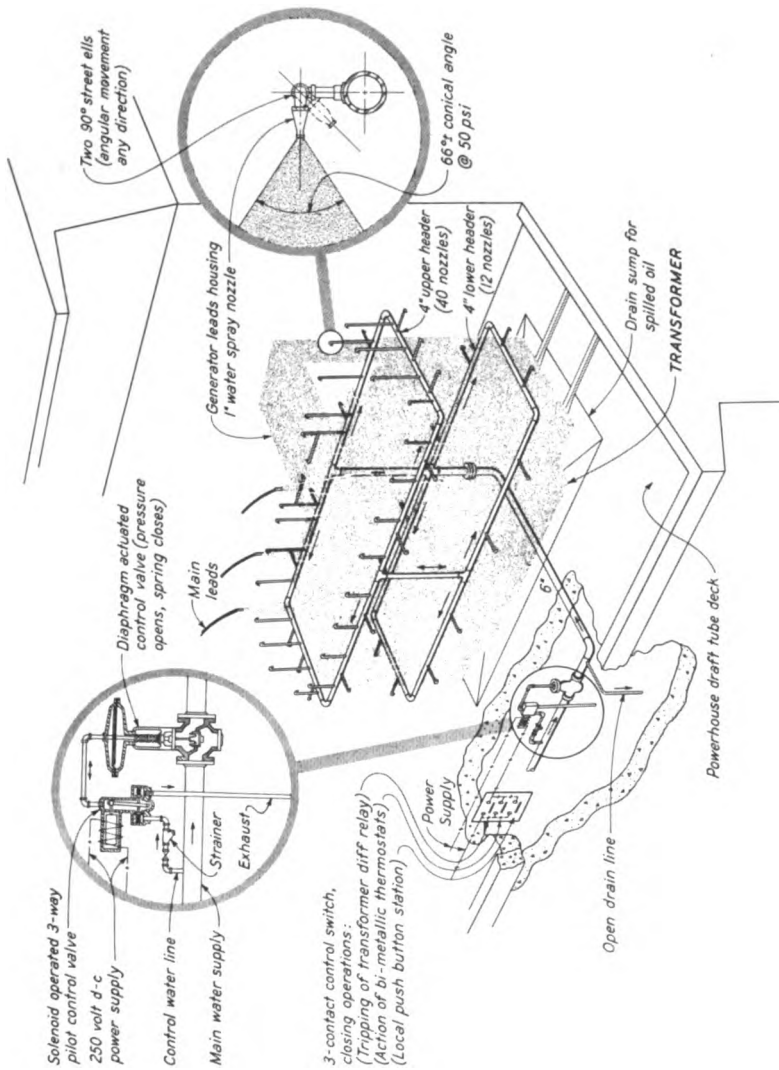 Solenoid operated 3-way
pilot control valve
250 volt d-c
power supply
Control water line
Main water supply
Strainer
Exhaust
Diaphragm actuated
control valve (pressure
opens, spring closes)
Main
leads
Generator leads housing
1" water spray nozzle
Two 90° street ells
(angular movement
any direction)
66°± conical angle
@ 50 psi
4" upper header
(40 nozzles)
4" lower header
(12 nozzles)
Drain sump for
spilled oil
TRANSFORMER
3-contact control switch,
closing operations:
(Tripping of transformer diff relay)
(Action of bi-metallic thermostats)
(Local push button station)
Power
Supply
6"
Open drain line
Powerhouse draft tube deck